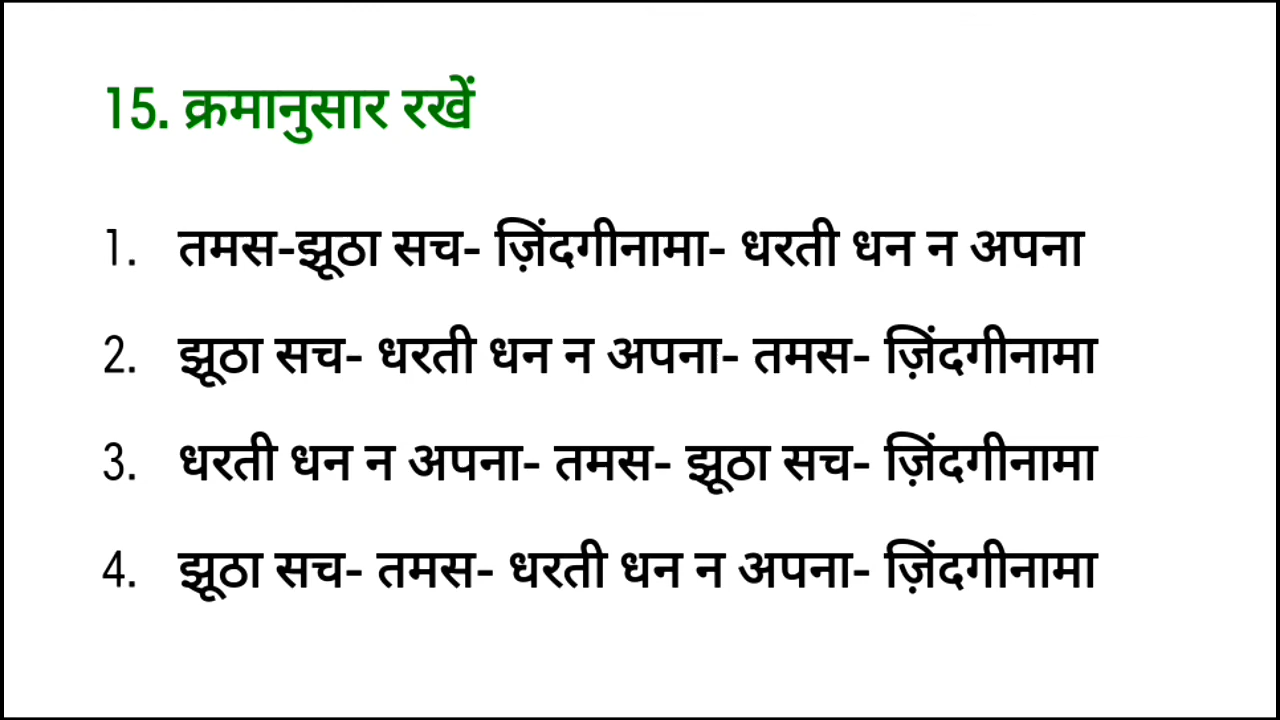 15. क्रमानुसार रखें
1. तमस-झूठा सच- ज़िंदगीनामा- धरती धन न अपना
2. झूठा सच- धरती धन न अपना- तमस- ज़िंदगीनामा
3. धरती धन न अपना- तमस- झूठा सच- ज़िंदगीनामा
4. झूठा सच- तमस- धरती धन न अपना- ज़िंदगीनामा